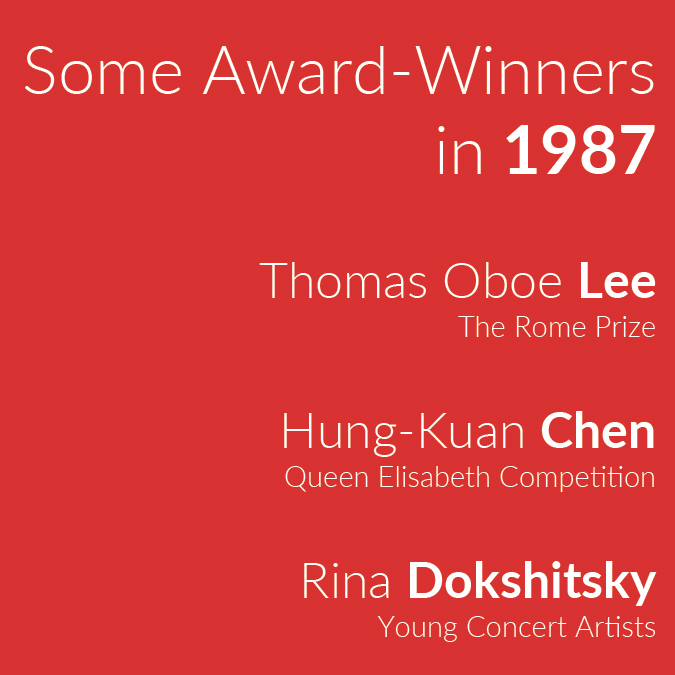 Some Award-Winners
in 1987
Thomas Oboe Lee
The Rome Prize
Hung-Kuan Chen
Queen Elisabeth Competition
Rina Dokshitsky
Young Concert Artists